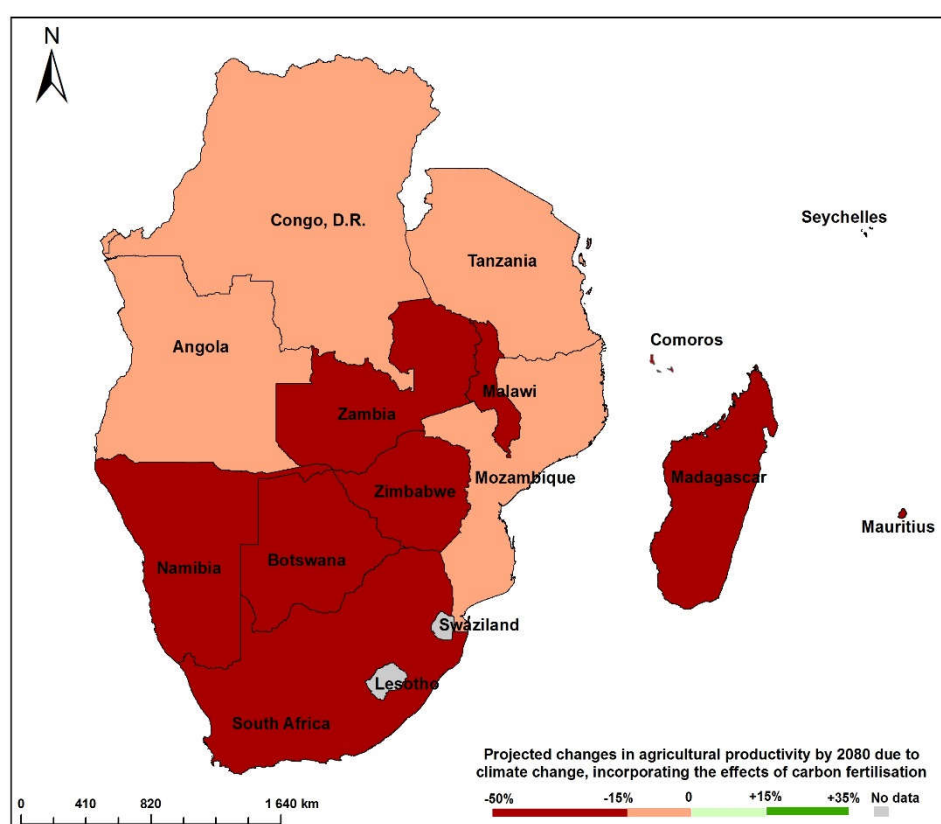 N
Congo, D.R.
Seychelles
Tanzania
Comoros
Angola
Malawi
Zambia
Madagascar
Mozambique
Zimbabwe
Mauritius
Botswana
Namibia
Swaziland
Lesotho
South Africa
Projected changes in agricultural productivity by 2080 due to
climate change, incorporating the effects of carbon fertilisation
-50% -15% 0 +15% +35% No data
0 410 820 1 640 km